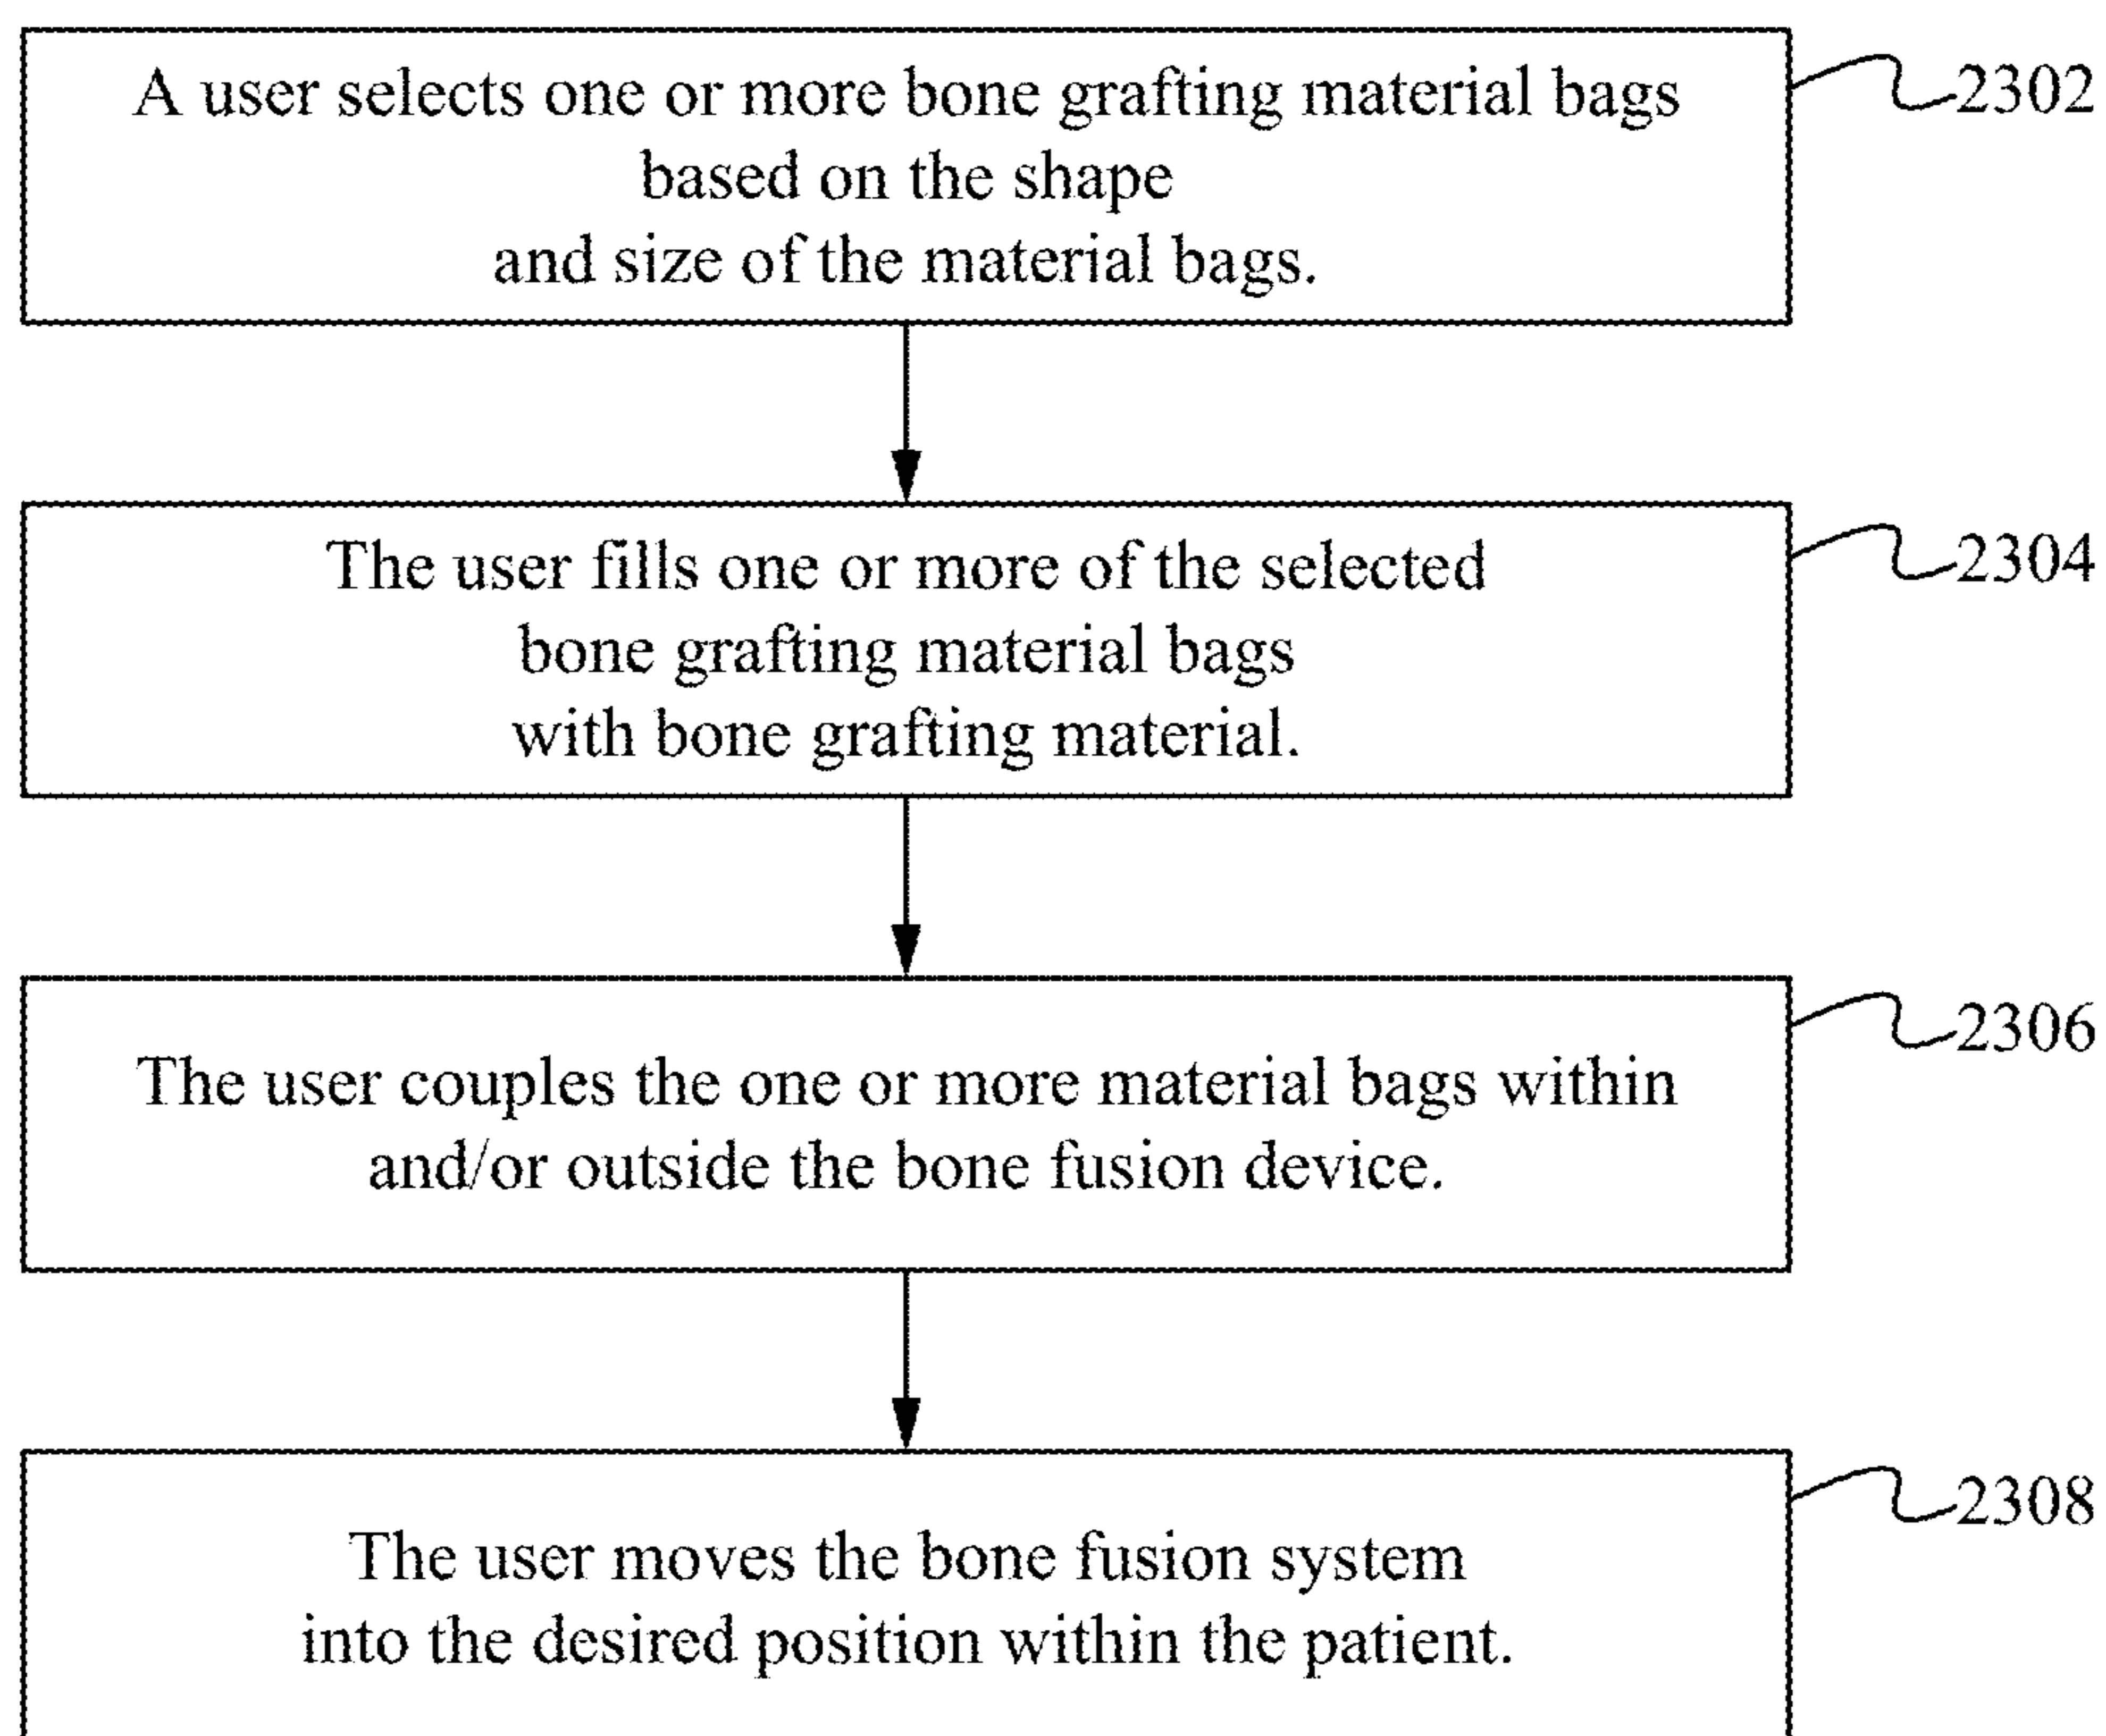 A user selects one or more bone grafting material bags
based on the shape
and size of the material bags.
2302
The user fills one or more of the selected
bone grafting material bags
with bone grafting material.
2304
The user couples the one or more material bags within
and/or outside the bone fusion device.
2306
The user moves the bone fusion system
into the desired position within the patient.
2308